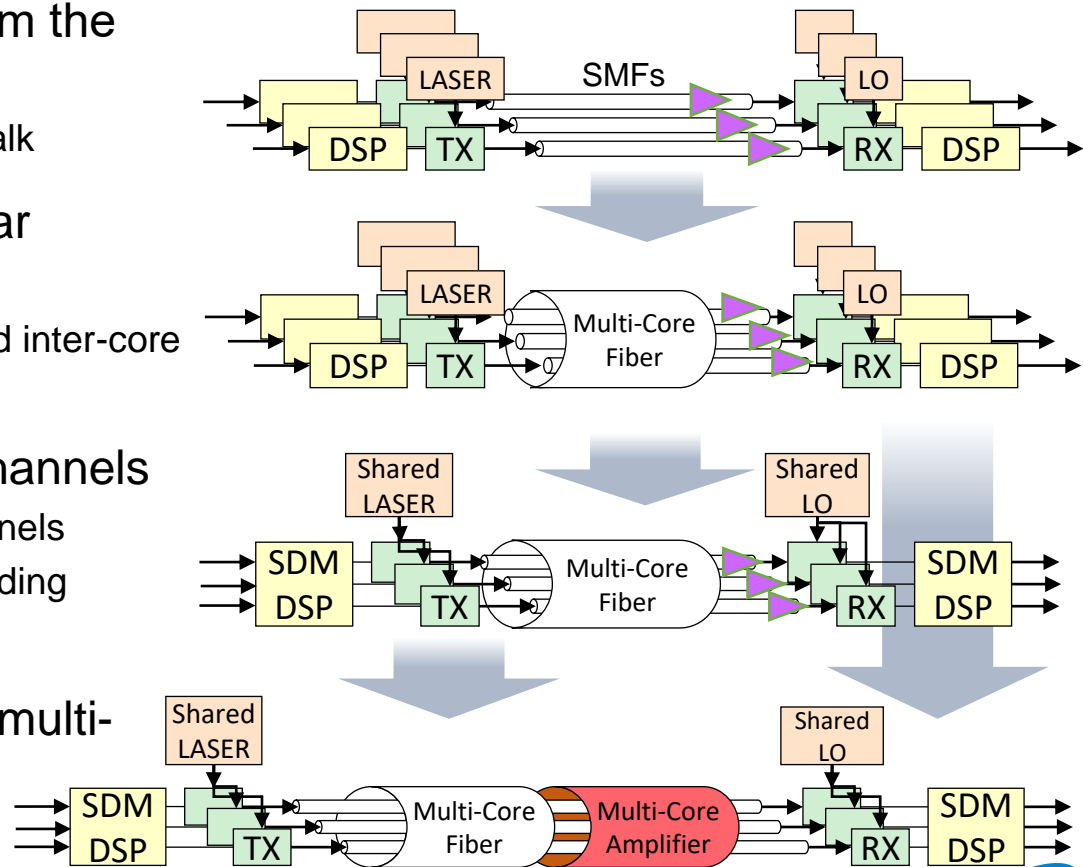 m the
alk
LASER
SMFs
LO
DSP
TX
RX
DSP
ar
d inter-core
LASER
LO
DSP
TX
Multi-Core
Fiber
RX
DSP
hannels
nels
ding
Shared
LASER
Shared
LO
SDM
DSP
TX
Multi-Core
Fiber
RX
SDM
DSP
multi-
Shared
LASER
Shared
LO
SDM
DSP
TX
Multi-Core
Fiber
Multi-Core
Amplifier
RX
SDM
DSP